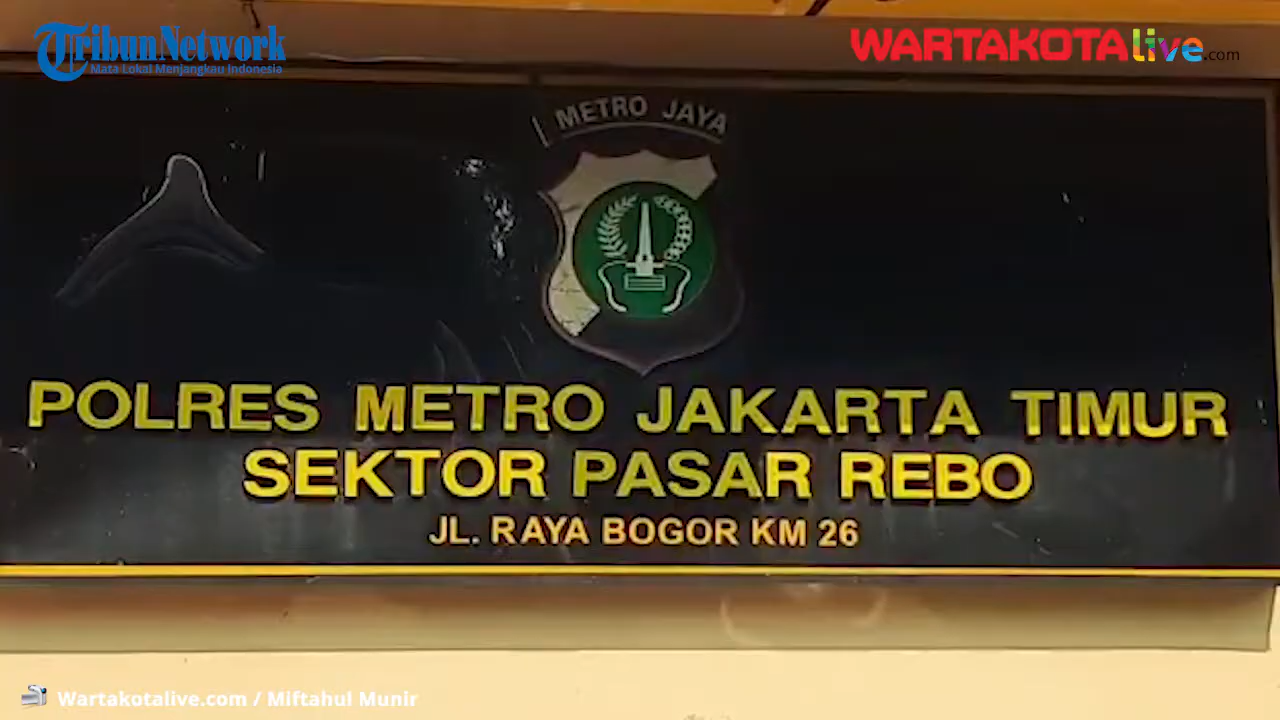 TribunNetwork
Mata Lokal Menjangkau Indonesia
WARTAKOTAlive.com
METRO JAYA
POLRES METRO JAKARTA TIMUR
SEKTOR PASAR REBO
JL. RAYA BOGOR KM 26
Wartakotalive.com / Miftahul Munir